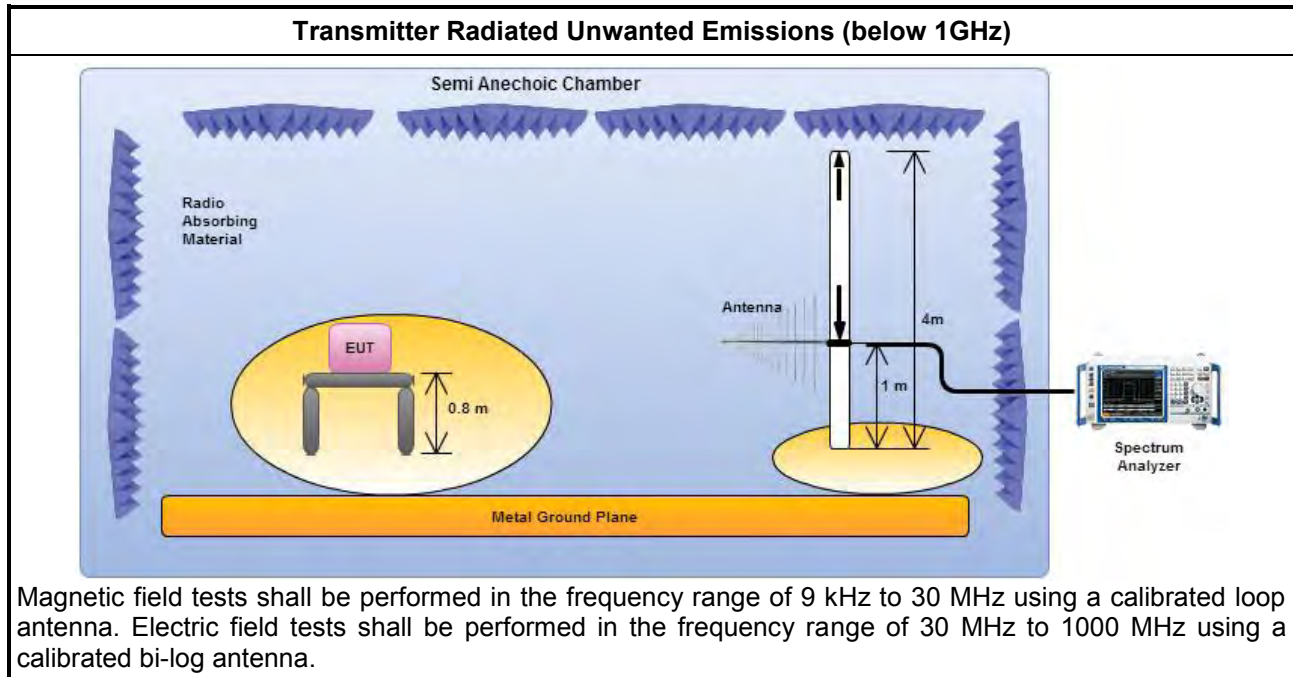 Transmitter Radiated Unwanted Emissions (below 1GHz)
Semi Anechoic Chamber
Radio
Absorbing
Material
Antenna
4m
EUT
1 m
0.8 m
Spectrum
Analyzer
Metal Ground Plane
Magnetic field tests shall be performed in the frequency range of 9 kHz to 30 MHz using a calibrated loop
antenna. Electric field tests shall be performed in the frequency range of 30 MHz to 1000 MHz using a
calibrated bi-log antenna.